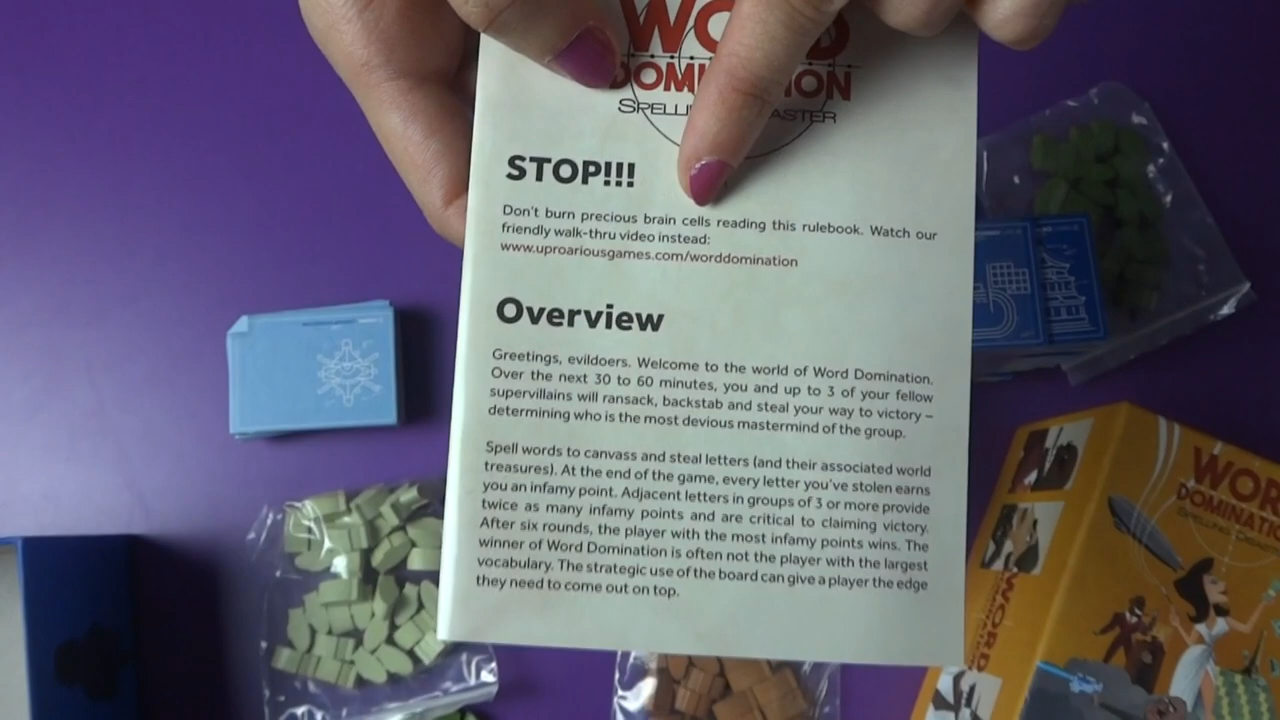 STOP!!!
Don't burn precious brain cells reading this rulebook. Watch our
friendly walk-thru video instead:
www.uproariousgames.com/worddomination
Overview
Greetings, evildoers. Welcome to the world of Word Domination.
Over the next 30 to 60 minutes, you and up to 3 of your fellow
supervillains will ransack, backstab and steal your way to victory –
determining who is the most devious mastermind of the group.
Spell words to canvass and steal letters (and their associated world
treasures). At the end of the game, every letter you've stolen earns
you an infamy point. Adjacent letters in groups of 3 or more provide
twice as many infamy points and are critical to claiming victory.
After six rounds, the player with the most infamy points wins. The
winner of Word Domination is often not the player with the largest
vocabulary. The strategic use of the board can give a player the edge
they need to come out on top.
WORD